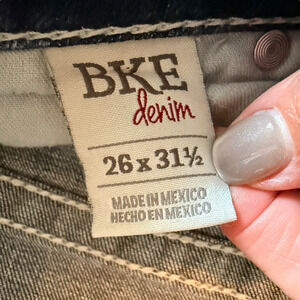 BKE
denim
26 x 31½
MADE IN MEXICO
HECHO EN MEXICO